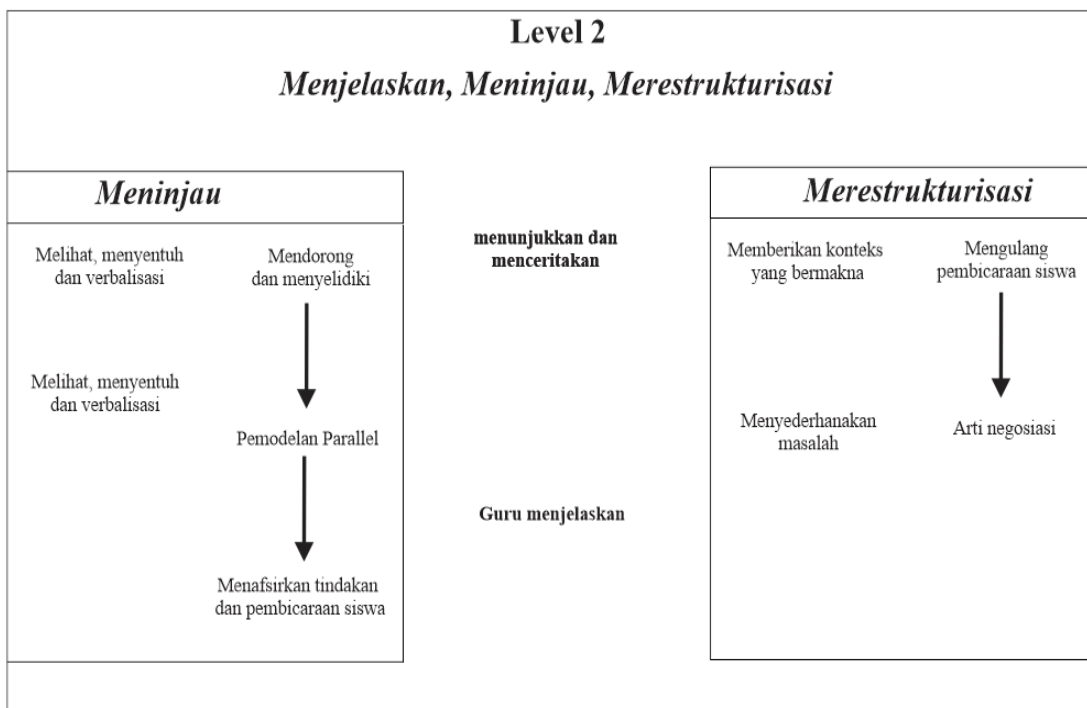 Level 2
Menjelaskan, Meninjau, Merestrukturisasi
Meninjau
Melihat, menyentuh
dan verbalisasi
Mendorong
dan menyelidiki
Melihat, menyentuh
dan verbalisasi
Pemodelan Parallel
Menafsirkan tindakan
dan pembicaraan siswa
menunjukkan dan
menceritakan
Guru menjelaskan
Merestrukturisasi
Memberikan konteks
yang bermakna
Mengulang
pembicaraan siswa
Menyederhanakan
masalah
Arti negosiasi